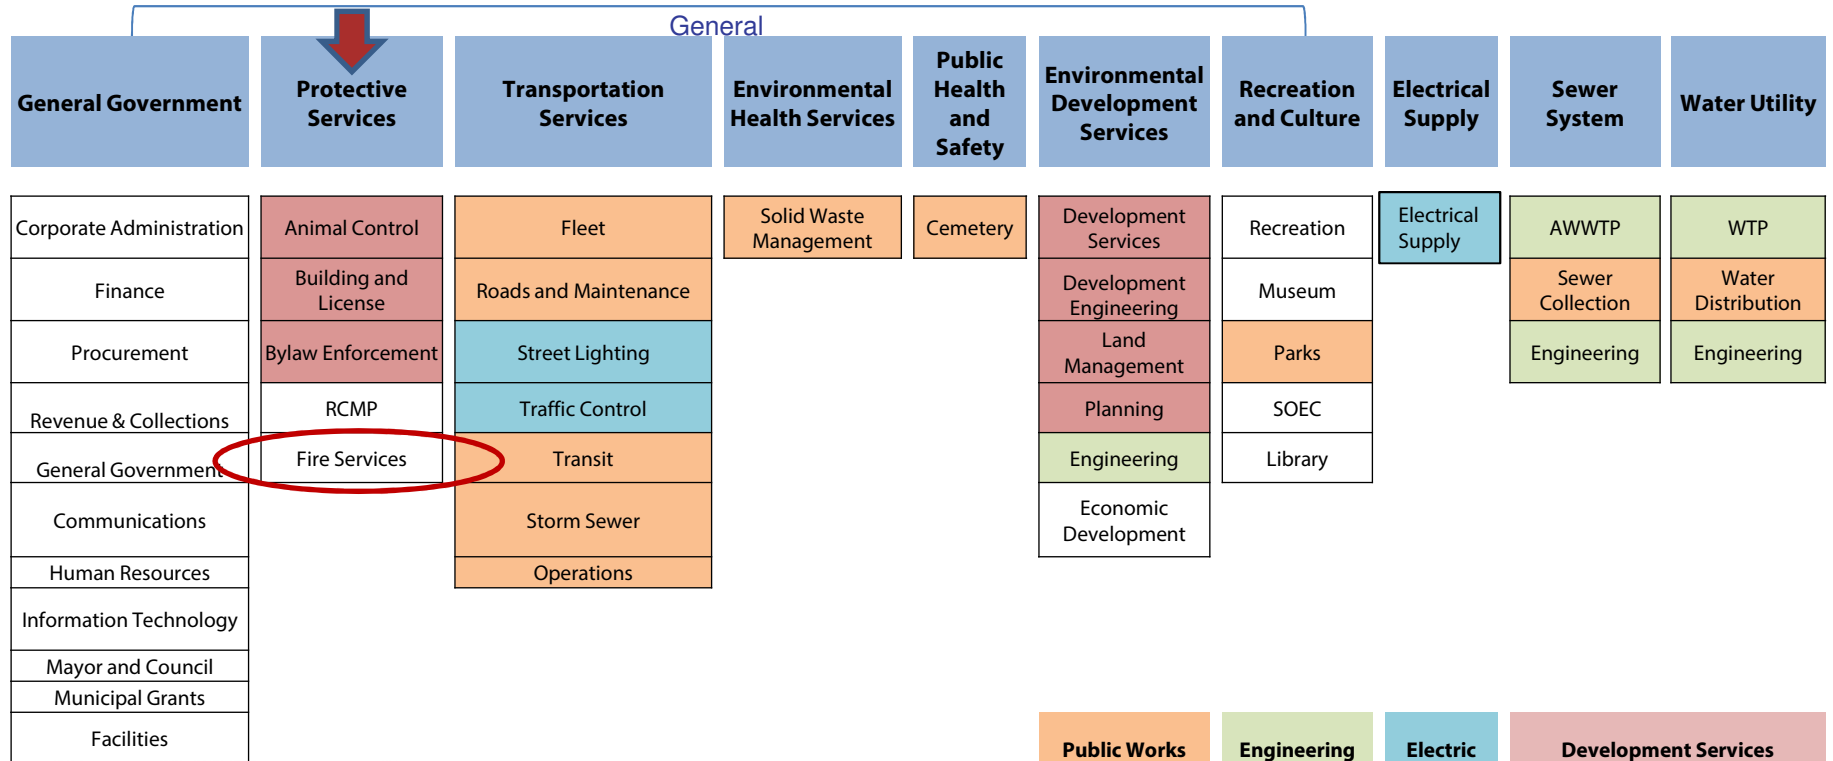 General
General Government
Protective
Services
Transportation
Services
Environmental
Health Services
Public
Health
and
Safety
Environmental
Development
Services
Recreation
and Culture
Electrical
Supply
Sewer
System
Water Utility
Corporate Administration
Finance
Procurement
Revenue & Collections
General Government
Communications
Human Resources
Information Technology
Mayor and Council
Municipal Grants
Facilities
Animal Control
Building and
License
Bylaw Enforcement
RCMP
Fire Services
Fleet
Roads and Maintenance
Street Lighting
Traffic Control
Transit
Storm Sewer
Operations
Solid Waste
Management
Cemetery
Development
Services
Development
Engineering
Land
Management
Planning
Engineering
Economic
Development
Recreation
Museum
Parks
SOEC
Library
Electrical
Supply
AWWTP
Sewer
Collection
Engineering
WTP
Water
Distribution
Engineering
Public Works
Engineering
Electric
Development Services